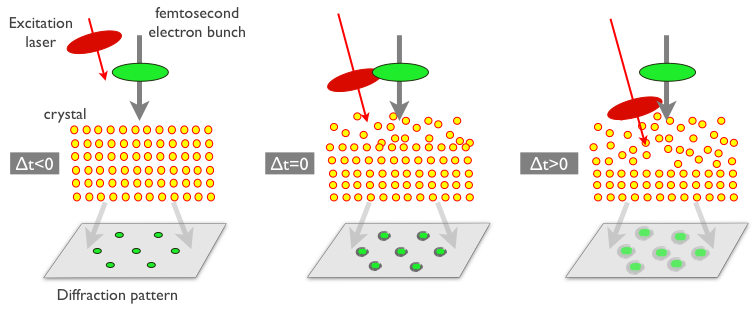 Excitation
laser
femtosecond
electron bunch
crystal
Δt<0
Δt=0
Δt>0
Diffraction pattern